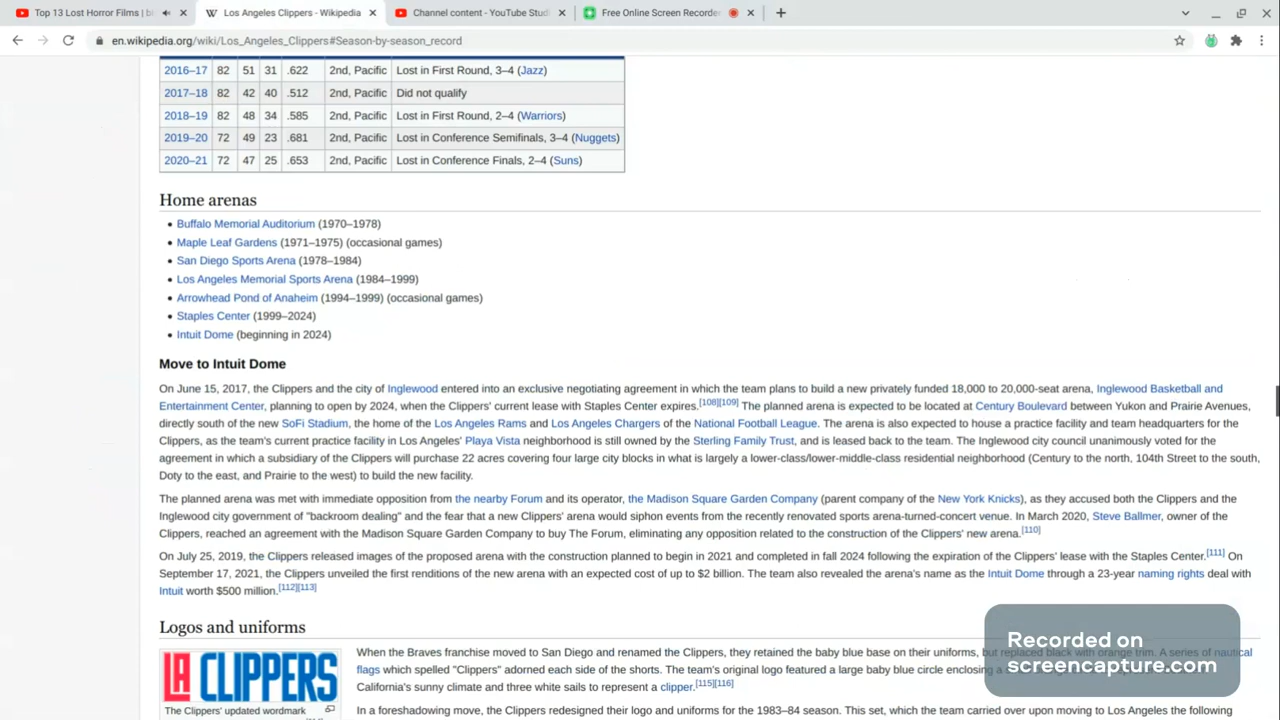 Top 13 Lost Horror Films | b
Los Angeles Clippers - Wikipedia
Channel content - YouTube Studi
Free Online Screen Recorder
en.wikipedia.org/wiki/Los_Angeles_Clippers#Season-by-season_record
2016–17 82 51 31 .622 2nd, Pacific Lost in First Round, 3–4 (Jazz)
2017–18 82 42 40 .512 2nd, Pacific Did not qualify
2018–19 82 48 34 .585 2nd, Pacific Lost in First Round, 2–4 (Warriors)
2019–20 72 49 23 .681 2nd, Pacific Lost in Conference Semifinals, 3–4 (Nuggets)
2020–21 72 47 25 .653 2nd, Pacific Lost in Conference Finals, 2–4 (Suns)
Home arenas
• Buffalo Memorial Auditorium (1970–1978)
• Maple Leaf Gardens (1971–1975) (occasional games)
• San Diego Sports Arena (1978–1984)
• Los Angeles Memorial Sports Arena (1984–1999)
• Arrowhead Pond of Anaheim (1994–1999) (occasional games)
• Staples Center (1999–2024)
• Intuit Dome (beginning in 2024)
Move to Intuit Dome
On June 15, 2017, the Clippers and the city of Inglewood entered into an exclusive negotiating agreement in which the team plans to build a new privately funded 18,000 to 20,000-seat arena, Inglewood Basketball and
Entertainment Center, planning to open by 2024, when the Clippers' current lease with Staples Center expires.[108][109] The planned arena is expected to be located at Century Boulevard between Yukon and Prairie Avenues,
directly south of the new SoFi Stadium, the home of the Los Angeles Rams and Los Angeles Chargers of the National Football League. The arena is also expected to house a practice facility and team headquarters for the
Clippers, as the team's current practice facility in Los Angeles' Playa Vista neighborhood is still owned by the Sterling Family Trust, and is leased back to the team. The Inglewood city council unanimously voted for the
agreement in which a subsidiary of the Clippers will purchase 22 acres covering four large city blocks in what is largely a lower-class/lower-middle-class residential neighborhood (Century to the north, 104th Street to the south,
Doty to the east, and Prairie to the west) to build the new facility.
The planned arena was met with immediate opposition from the nearby Forum and its operator, the Madison Square Garden Company (parent company of the New York Knicks), as they accused both the Clippers and the
Inglewood city government of "backroom dealing" and the fear that a new Clippers' arena would siphon events from the recently renovated sports arena-turned-concert venue. In March 2020, Steve Ballmer, owner of the
Clippers, reached an agreement with the Madison Square Garden Company to buy The Forum, eliminating any opposition related to the construction of the Clippers' new arena.[110]
On July 25, 2019, the Clippers released images of the proposed arena with the construction planned to begin in 2021 and completed in fall 2024 following the expiration of the Clippers' lease with the Staples Center.[111] On
September 17, 2021, the Clippers unveiled the first renditions of the new arena with an expected cost of up to $2 billion. The team also revealed the arena's name as the Intuit Dome through a 23-year naming rights deal with
Intuit worth $500 million.[112][113]
Logos and uniforms
LA CLIPPERS
The Clippers' updated wordmark
When the Braves franchise moved to San Diego and renamed the Clippers, they retained the baby blue base on their uniforms, but replaced black with orange trim. A series of nautical
flags which spelled "Clippers" adorned each side of the shorts. The team's original logo featured a large baby blue circle enclosing a
California's sunny climate and three white sails to represent a clipper.[115][116]
In a foreshadowing move, the Clippers redesigned their logo and uniforms for the 1983–84 season. This set, which the team carried over upon moving to Los Angeles the following
Recorded on
screencapture.com